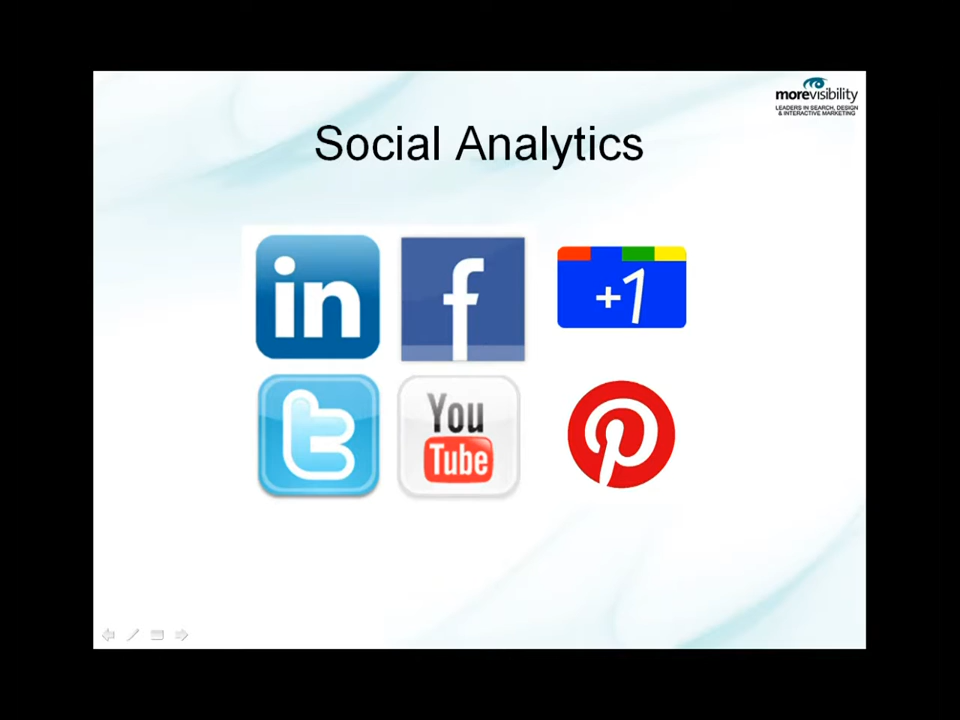 morevisibility
LEADERS IN SEARCH, DESIGN
& INTERACTIVE MARKETING
Social Analytics
in
f
+1
t
You
Tube
P